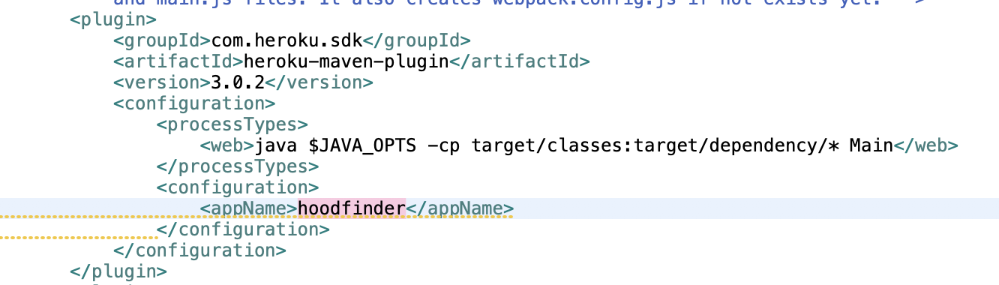 and main.js files. It also creates webpack.config.js if not exists yet. -->
<plugin>
<groupId>com.heroku.sdk</groupId>
<artifactId>heroku-maven-plugin</artifactId>
<version>3.0.2</version>
<configuration>
<processTypes>
<web>java $JAVA_OPTS -cp target/classes:target/dependency/* Main</web>
</processTypes>
<configuration>
<appName>hoodfinder</appName>
</configuration>
</configuration>
</plugin>